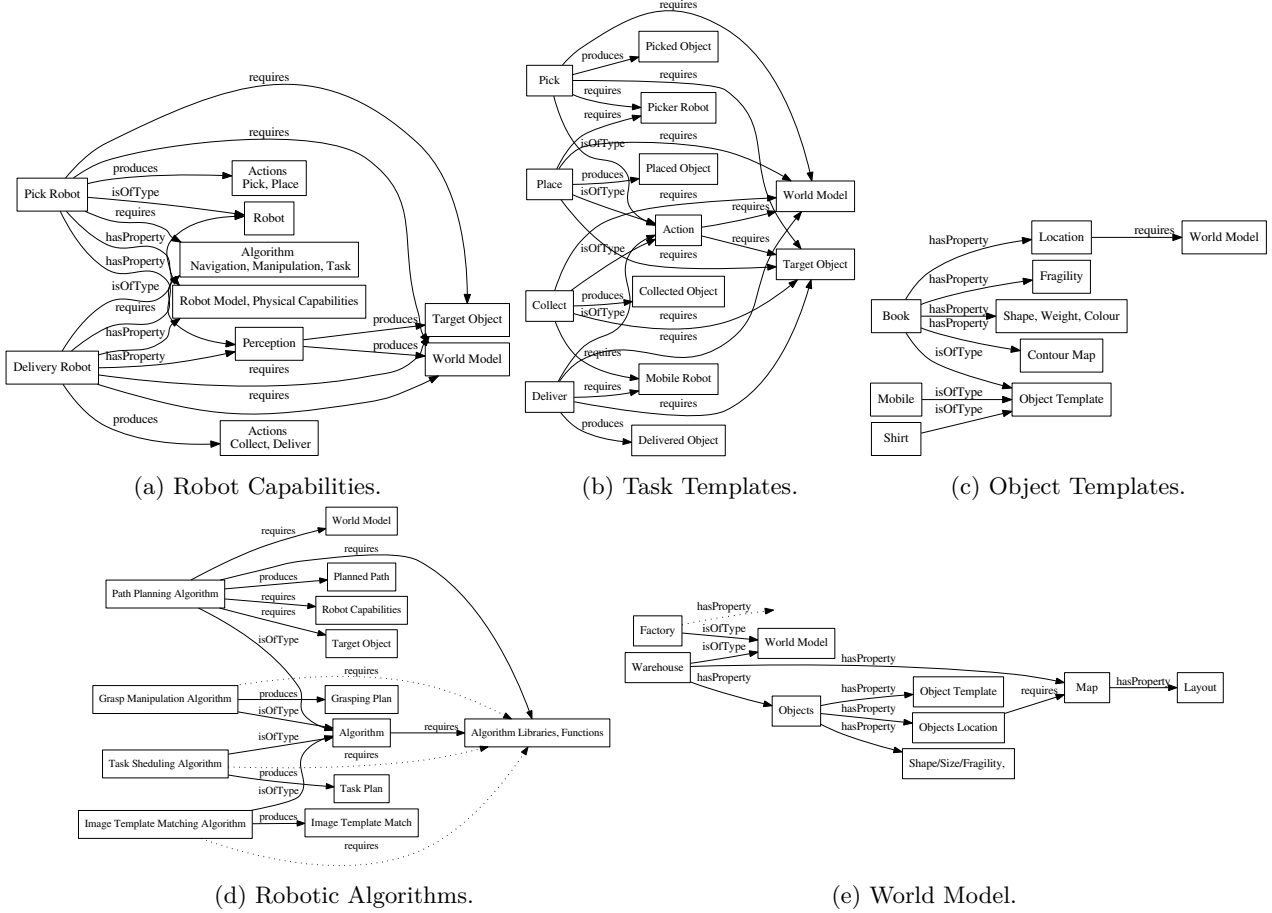 requires
requires
Pick Robot
produces
Actions
Pick, Place
isOfType
Robot
requires
Algorithm
Navigation, Manipulation, Task
hasProperty
hasProperty
Robot Model, Physical Capabilities
isOfType
requires
produces
Target Object
hasProperty
Perception
produces
World Model
Delivery Robot
hasProperty
requires
requires
produces
Actions
Collect, Deliver
(a) Robot Capabilities.
requires
Pick
produces
Picked Object
requires
requires
Picker Robot
requires
isOfType
requires
Place
produces
Placed Object
isOfType
World Model
requires
Action
requires
requires
isOfType
requires
Target Object
Collect
produces
Collected Object
isOfType
requires
requires
requires
Mobile Robot
Deliver
requires
requires
produces
Delivered Object
(b) Task Templates.
Location
requires
World Model
hasProperty
hasProperty
Fragility
Book
hasProperty
Shape, Weight, Colour
hasProperty
Contour Map
isOfType
Mobile
isOfType
Object Template
isOfType
Shirt
(c) Object Templates.
World Model
requires
requires
Path Planning Algorithm
produces
Planned Path
requires
Robot Capabilities
requires
Target Object
isOfType
requires
Grasp Manipulation Algorithm
produces
Grasping Plan
isOfType
Algorithm
requires
Algorithm Libraries, Functions
isOfType
requires
Task Sheduling Algorithm
produces
Task Plan
isOfType
Image Template Matching Algorithm
produces
Image Template Match
requires
(d) Robotic Algorithms.
hasProperty
Factory
isOfType
World Model
isOfType
Warehouse
hasProperty
hasProperty
Objects
hasProperty
Object Template
hasProperty
Objects Location
requires
Map
hasProperty
Layout
hasProperty
Shape/Size/Fragility,
(e) World Model.